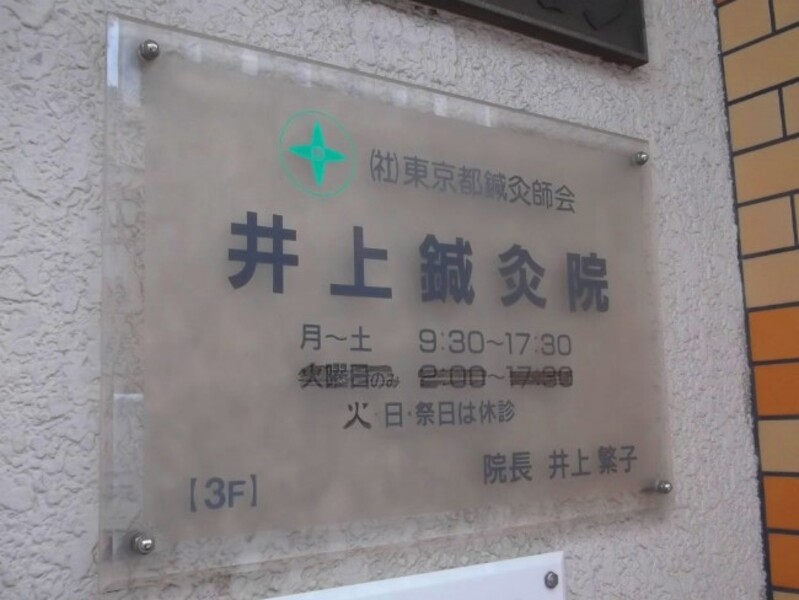 (社)東京都鍼灸師会
井上鍼灸院
月〜土 9:30〜17:30
火曜日のみ 2:00〜17:30
火・日・祭日は休診
院長 井上 繁子
【3F】